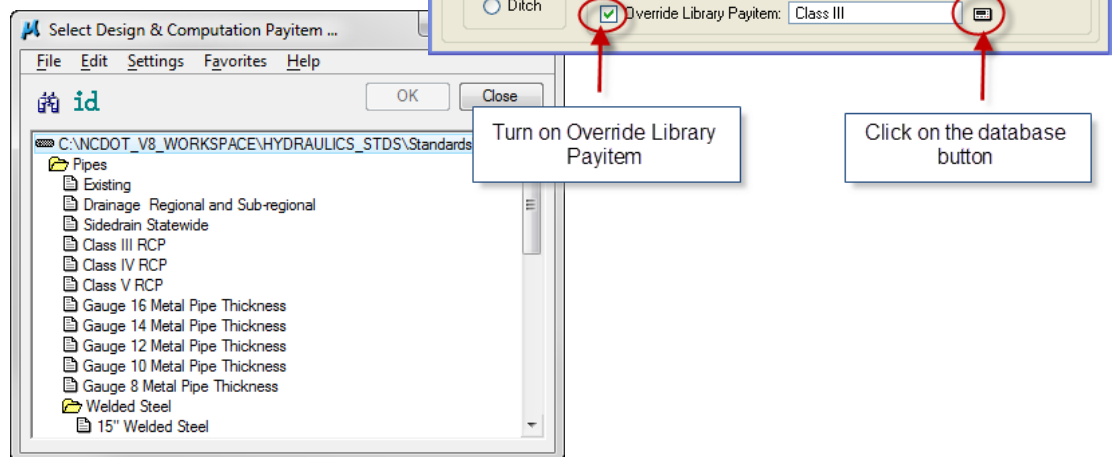 Ditch
Override Library Payitem: Class III
Select Design & Computation Payitem ...
File Edit Settings Favorites Help
id
OK Close
C:\NCDOT_V8_WORKSPACE\HYDRAULICS_STDS\Standards
Pipes
Existing
Drainage Regional and Sub-regional
Sidedrain Statewide
Class III RCP
Class IV RCP
Class V RCP
Gauge 16 Metal Pipe Thickness
Gauge 14 Metal Pipe Thickness
Gauge 12 Metal Pipe Thickness
Gauge 10 Metal Pipe Thickness
Gauge 8 Metal Pipe Thickness
Welded Steel
15" Welded Steel
Turn on Override Library
Payitem
Click on the database
button